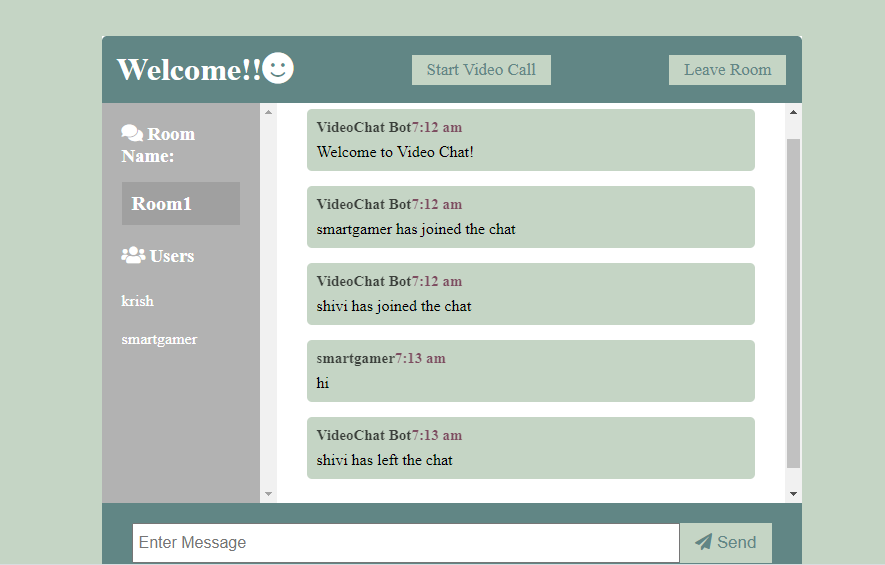 Welcome!!
Start Video Call
Leave Room
Room
Name:
Room1
Users
krish
smartgamer
VideoChat Bot7:12 am
Welcome to Video Chat!
VideoChat Bot7:12 am
smartgamer has joined the chat
VideoChat Bot7:12 am
shivi has joined the chat
smartgamer7:13 am
hi
VideoChat Bot7:13 am
shivi has left the chat
Enter Message
Send